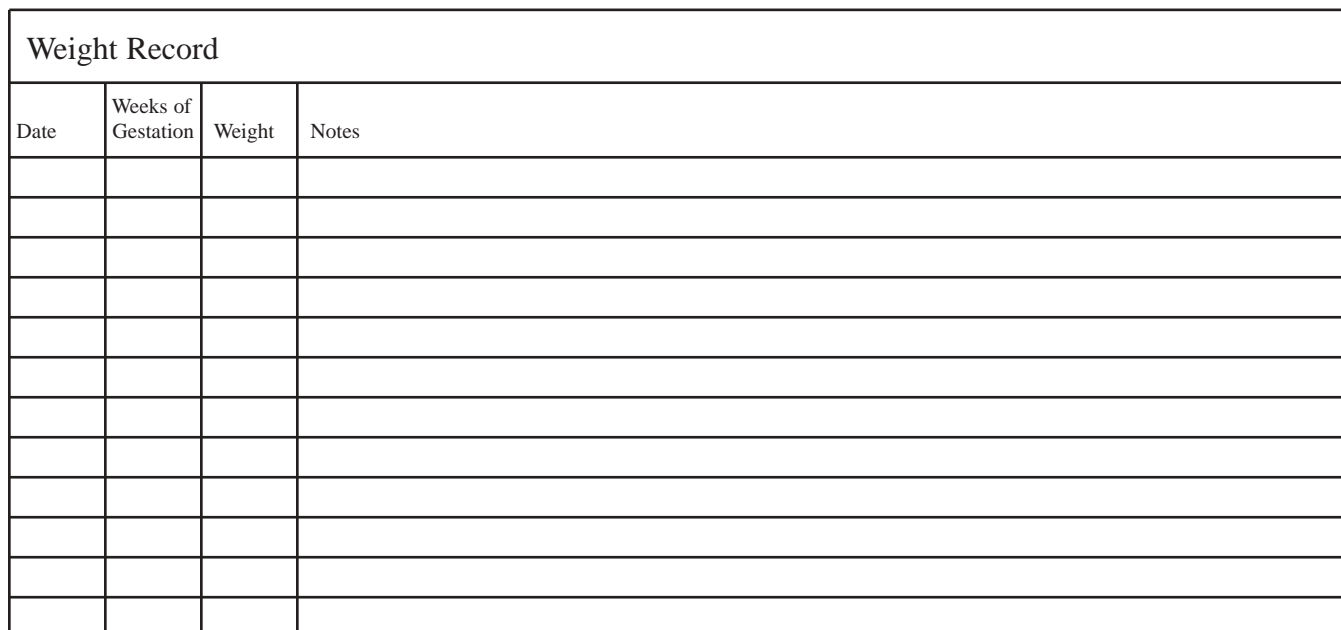 Weight Record
Date
Weeks of
Gestation
Weight
Notes